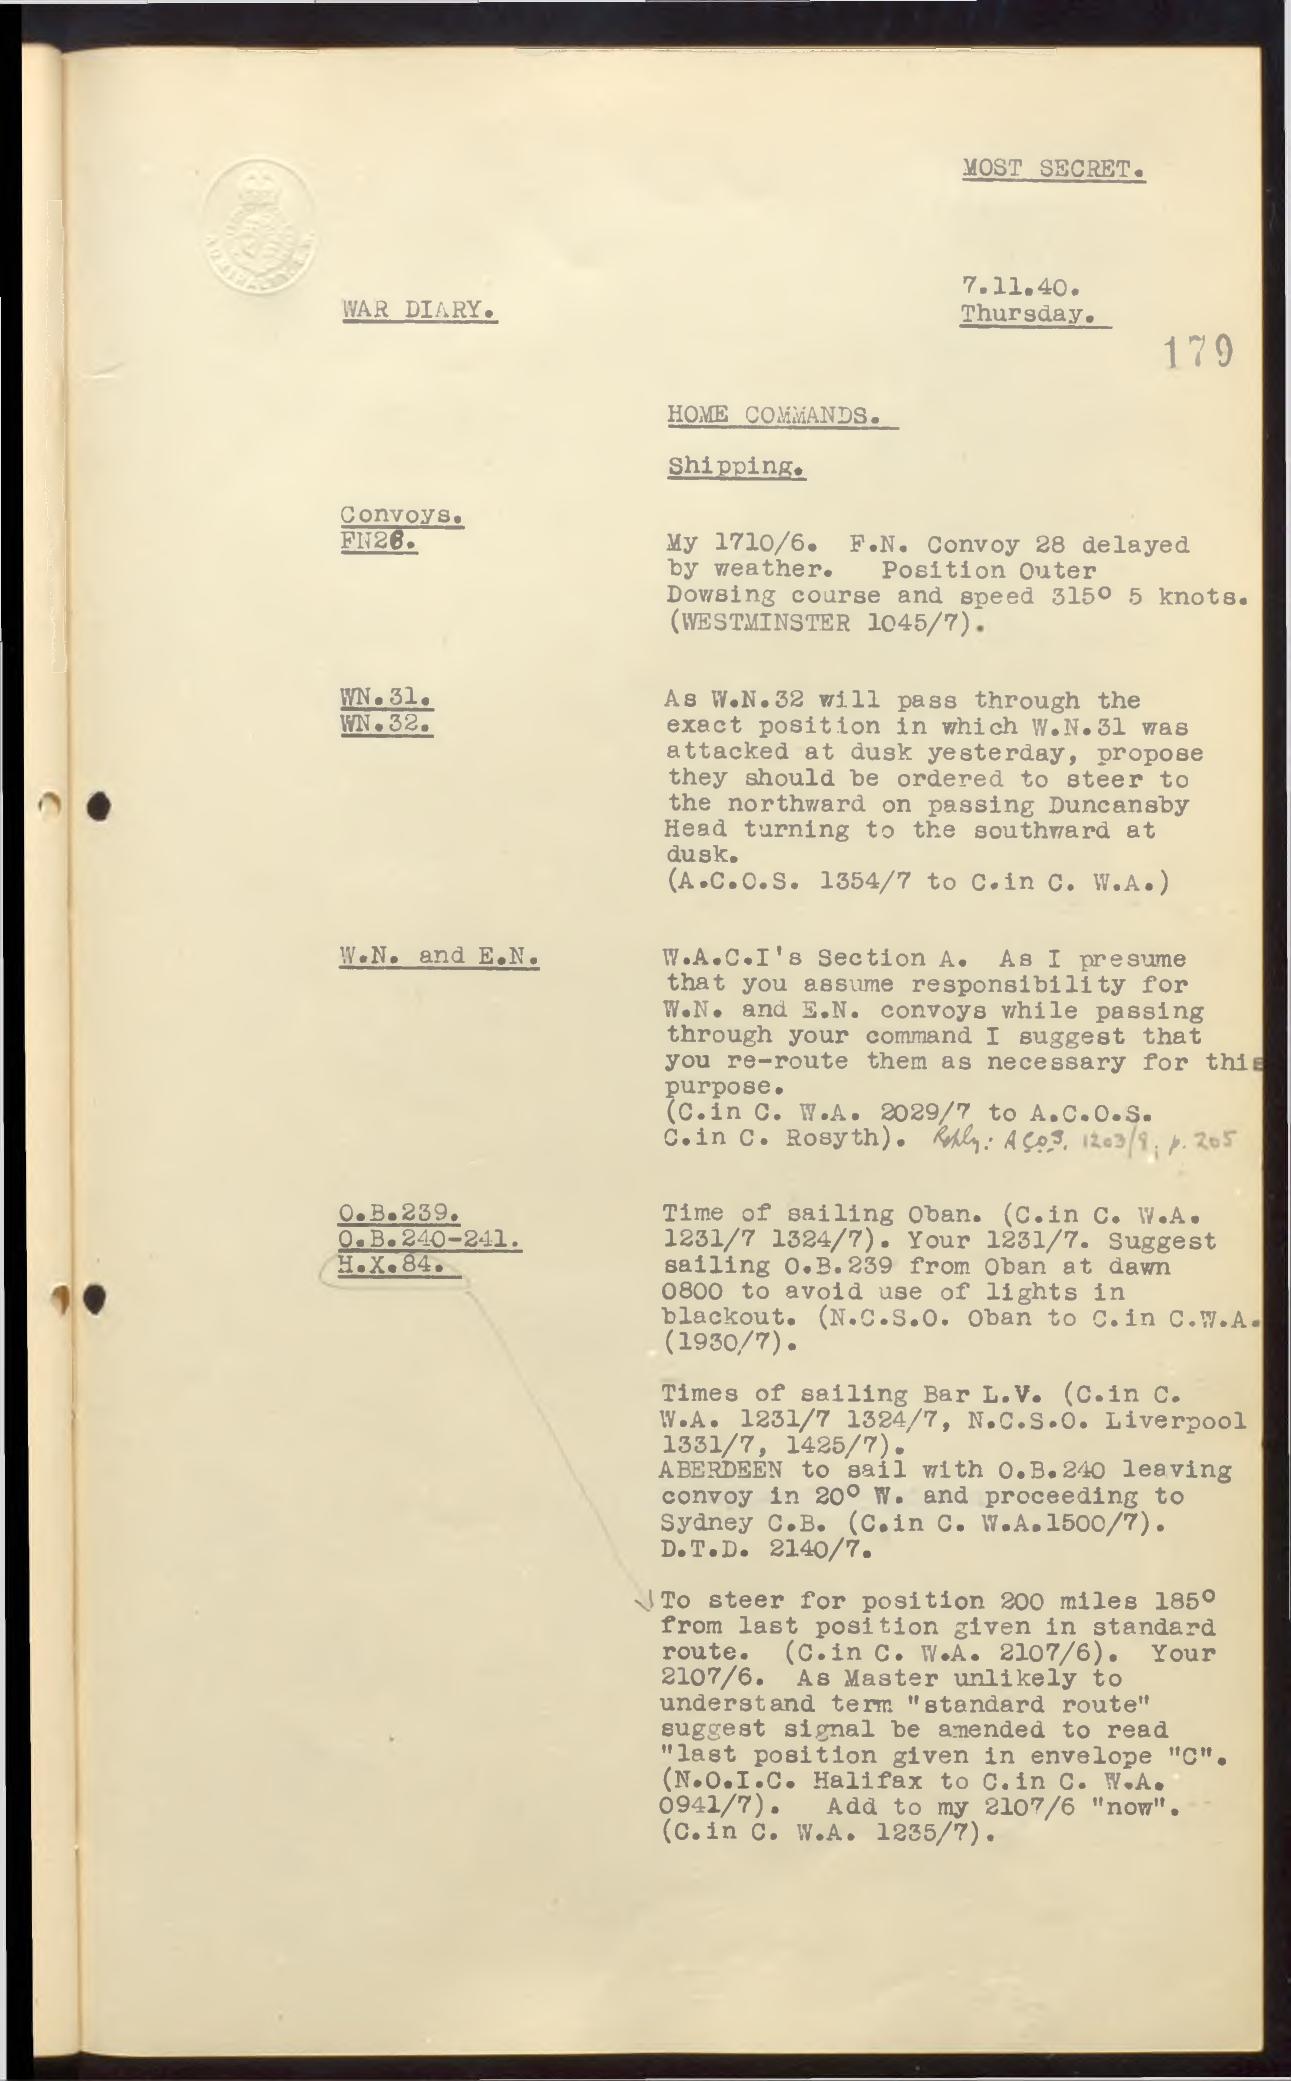 MOST SECRET.
7.11.40.
WAR DIARY.
Thursday.
179
HOME COMMANDS.
Shipping.
Convoys.
FN28.
My 1710/6. F.N. Convoy 28 delayed
by weather. Position Outer
Dowsing course and speed 315° 5 knots.
(WESTMINSTER 1045/7).
WN.31.
WN.32.
As W.N.32 will pass through the
exact position in which W.N.31 was
attacked at dusk yesterday, propose
they should be ordered to steer to
the northward on passing Duncansby
Head turning to the southward at
dusk.
(A.C.O.S. 1354/7 to C.in C. W.A.)
W.N. and E.N.
W.A.C.I's Section A. As I presume
that you assume responsibility for
W.N. and E.N. convoys while passing
through your command I suggest that
you re-route them as necessary for this
purpose.
(C.in C. W.A. 2029/7 to A.C.O.S.
C.in C. Rosyth). Reply: ACOS. 1203/8, p. 205
O.B.239.
O.B.240-241.
H.X.84.
Time of sailing Oban. (C.in C. W.A.
1231/7 1324/7). Your 1231/7. Suggest
sailing O.B.239 from Oban at dawn
0800 to avoid use of lights in
blackout. (N.C.S.O. Oban to C.in C.W.A.
(1930/7).
Times of sailing Bar L.V. (C.in C.
W.A. 1231/7 1324/7, N.C.S.O. Liverpool
1331/7, 1425/7).
ABERDEEN to sail with O.B.240 leaving
convoy in 20° W. and proceeding to
Sydney C.B. (C.in C. W.A.1500/7).
D.T.D. 2140/7.
To steer for position 200 miles 185°
from last position given in standard
route. (C.in C. W.A. 2107/6). Your
2107/6. As Master unlikely to
understand term "standard route"
suggest signal be amended to read
"last position given in envelope "C".
(N.O.I.C. Halifax to C.in C. W.A.
0941/7). Add to my 2107/6 "now".
(C.in C. W.A. 1235/7).